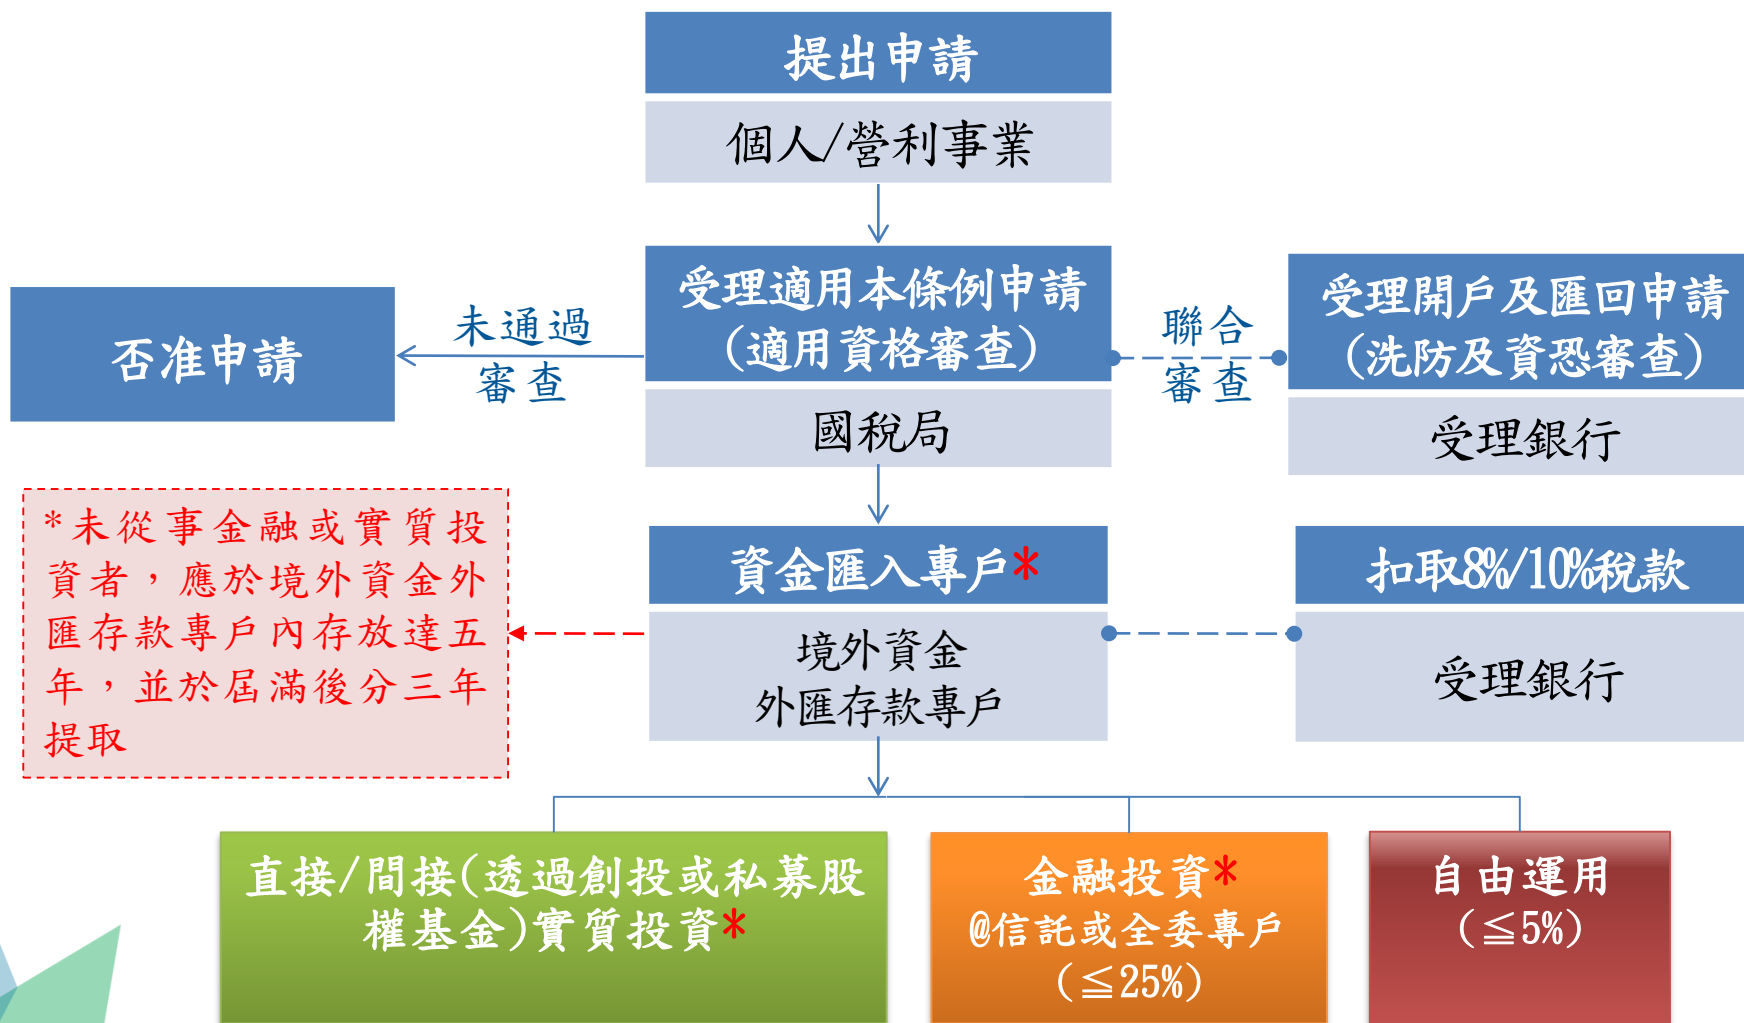 提出申請
個人/營利事業
受理適用本條例申請
(適用資格審查)
國稅局
未通過
審查
否准申請
聯合
審查
受理開戶及匯回申請
(洗防及資恐審查)
受理銀行
*未從事金融或實質投
資者，應於境外資金外
匯存款專戶內存放達五
年，並於屆滿後分三年
提取
資金匯入專戶*
境外資金
外匯存款專戶
扣取8%/10%稅款
受理銀行
直接/間接(透過創投或私募股
權基金)實質投資*
金融投資*
@信託或全委專戶
(≦25%)
自由運用
(≦5%)